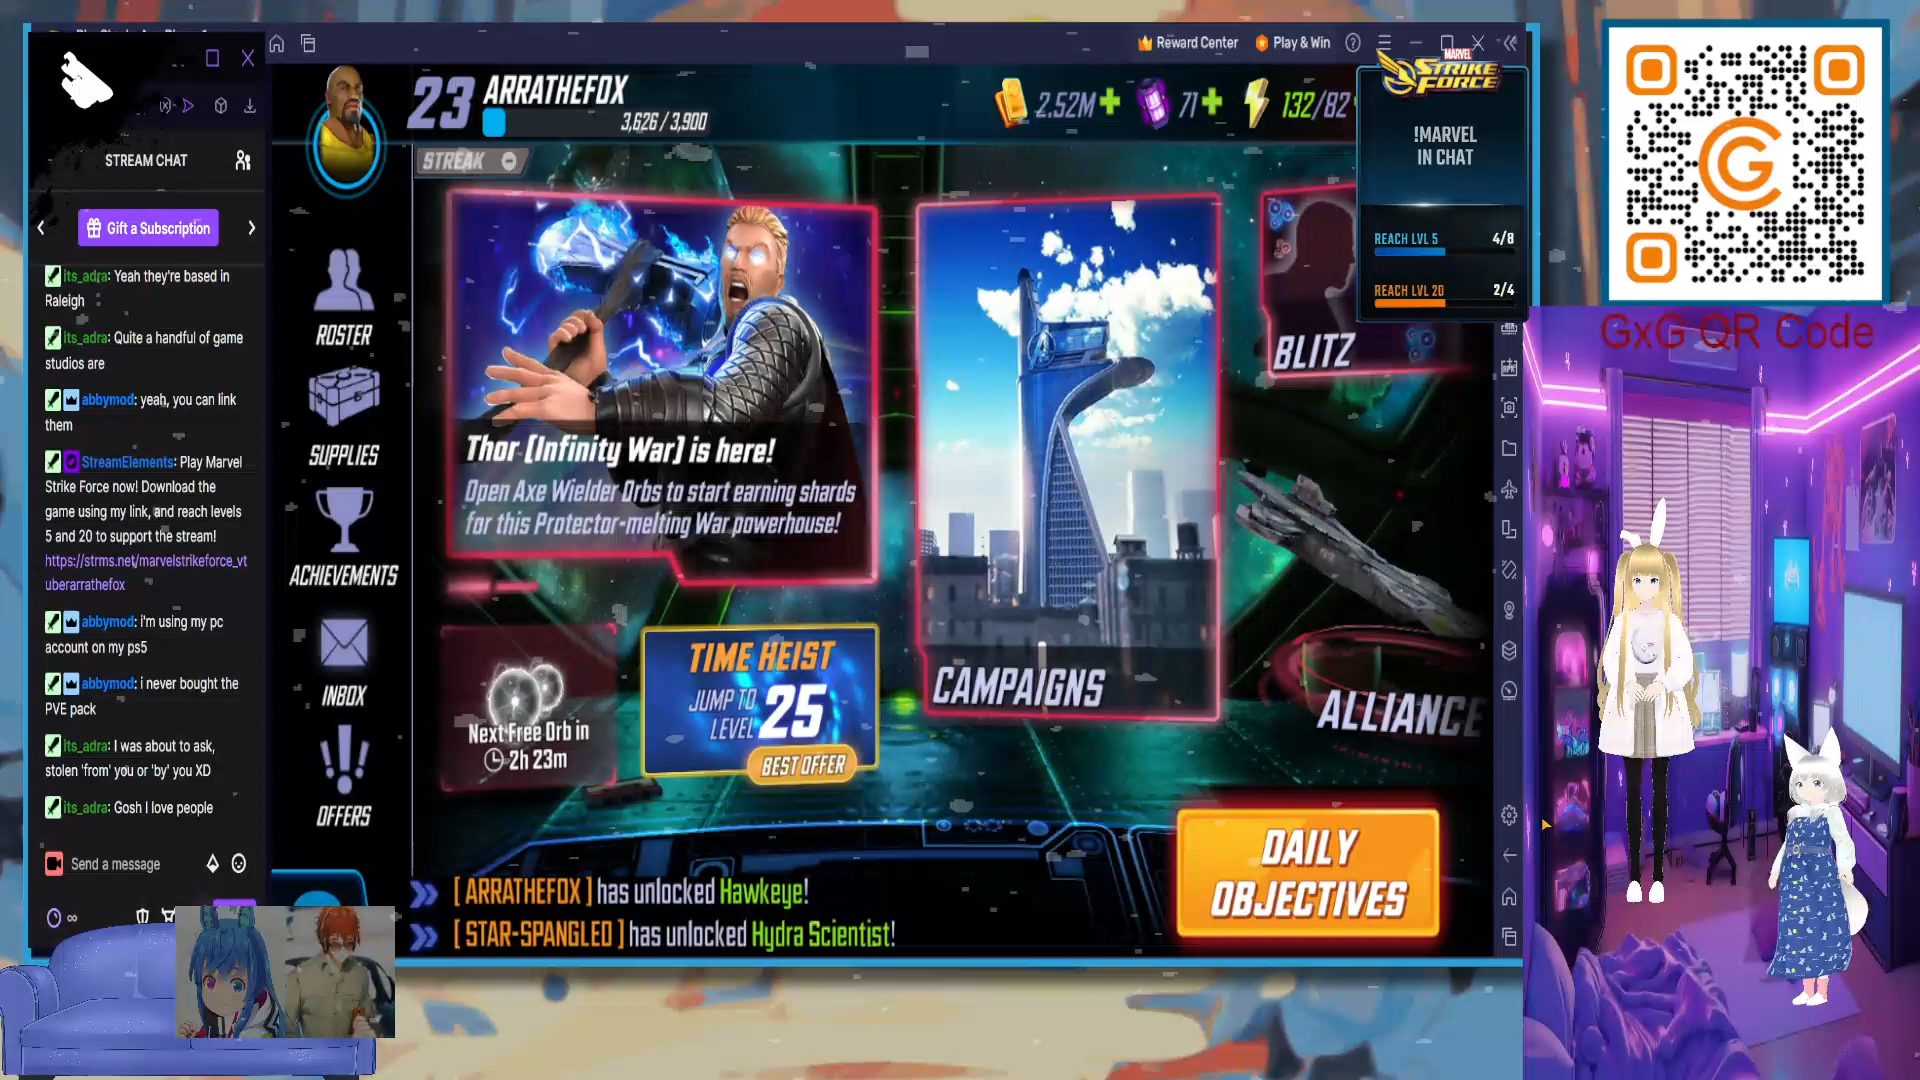 STREAM CHAT
Gift a Subscription
its_adra: Yeah they're based in
Raleigh
its_adra: Quite a handful of game
studios are
abbymod: yeah, you can link
them
StreamElements: Play Marvel
Strike Force now! Download the
game using my link, and reach levels
5 and 20 to support the stream!
https://strms.net/marvelstrikeforce_vt
uberarrathefox
abbymod: i'm using my pc
account on my ps5
abbymod: i never bought the
PVE pack
its_adra: I was about to ask,
stolen 'from' you or 'by' you XD
its_adra: Gosh I love people
Send a message
∞
Reward Center
Play & Win
23
ARRATHEFOX
3,626 / 3,900
2.52M
71
132/82
STREAK
ROSTER
SUPPLIES
ACHIEVEMENTS
INBOX
OFFERS
Thor (Infinity War) is here!
Open Axe Wielder Orbs to start earning shards
for this Protector-melting War powerhouse!
Next Free Orb in
2h 23m
TIME HEIST
JUMP TO
LEVEL 25
BEST OFFER
CAMPAIGNS
BLITZ
ALLIANCE
DAILY
OBJECTIVES
[ ARRATHEFOX ] has unlocked Hawkeye!
[ STAR-SPANGLED ] has unlocked Hydra Scientist!
MARVEL
STRIKE
FORCE
!MARVEL
IN CHAT
REACH LVL 5 4/8
REACH LVL 20 2/4
GxG QR Code